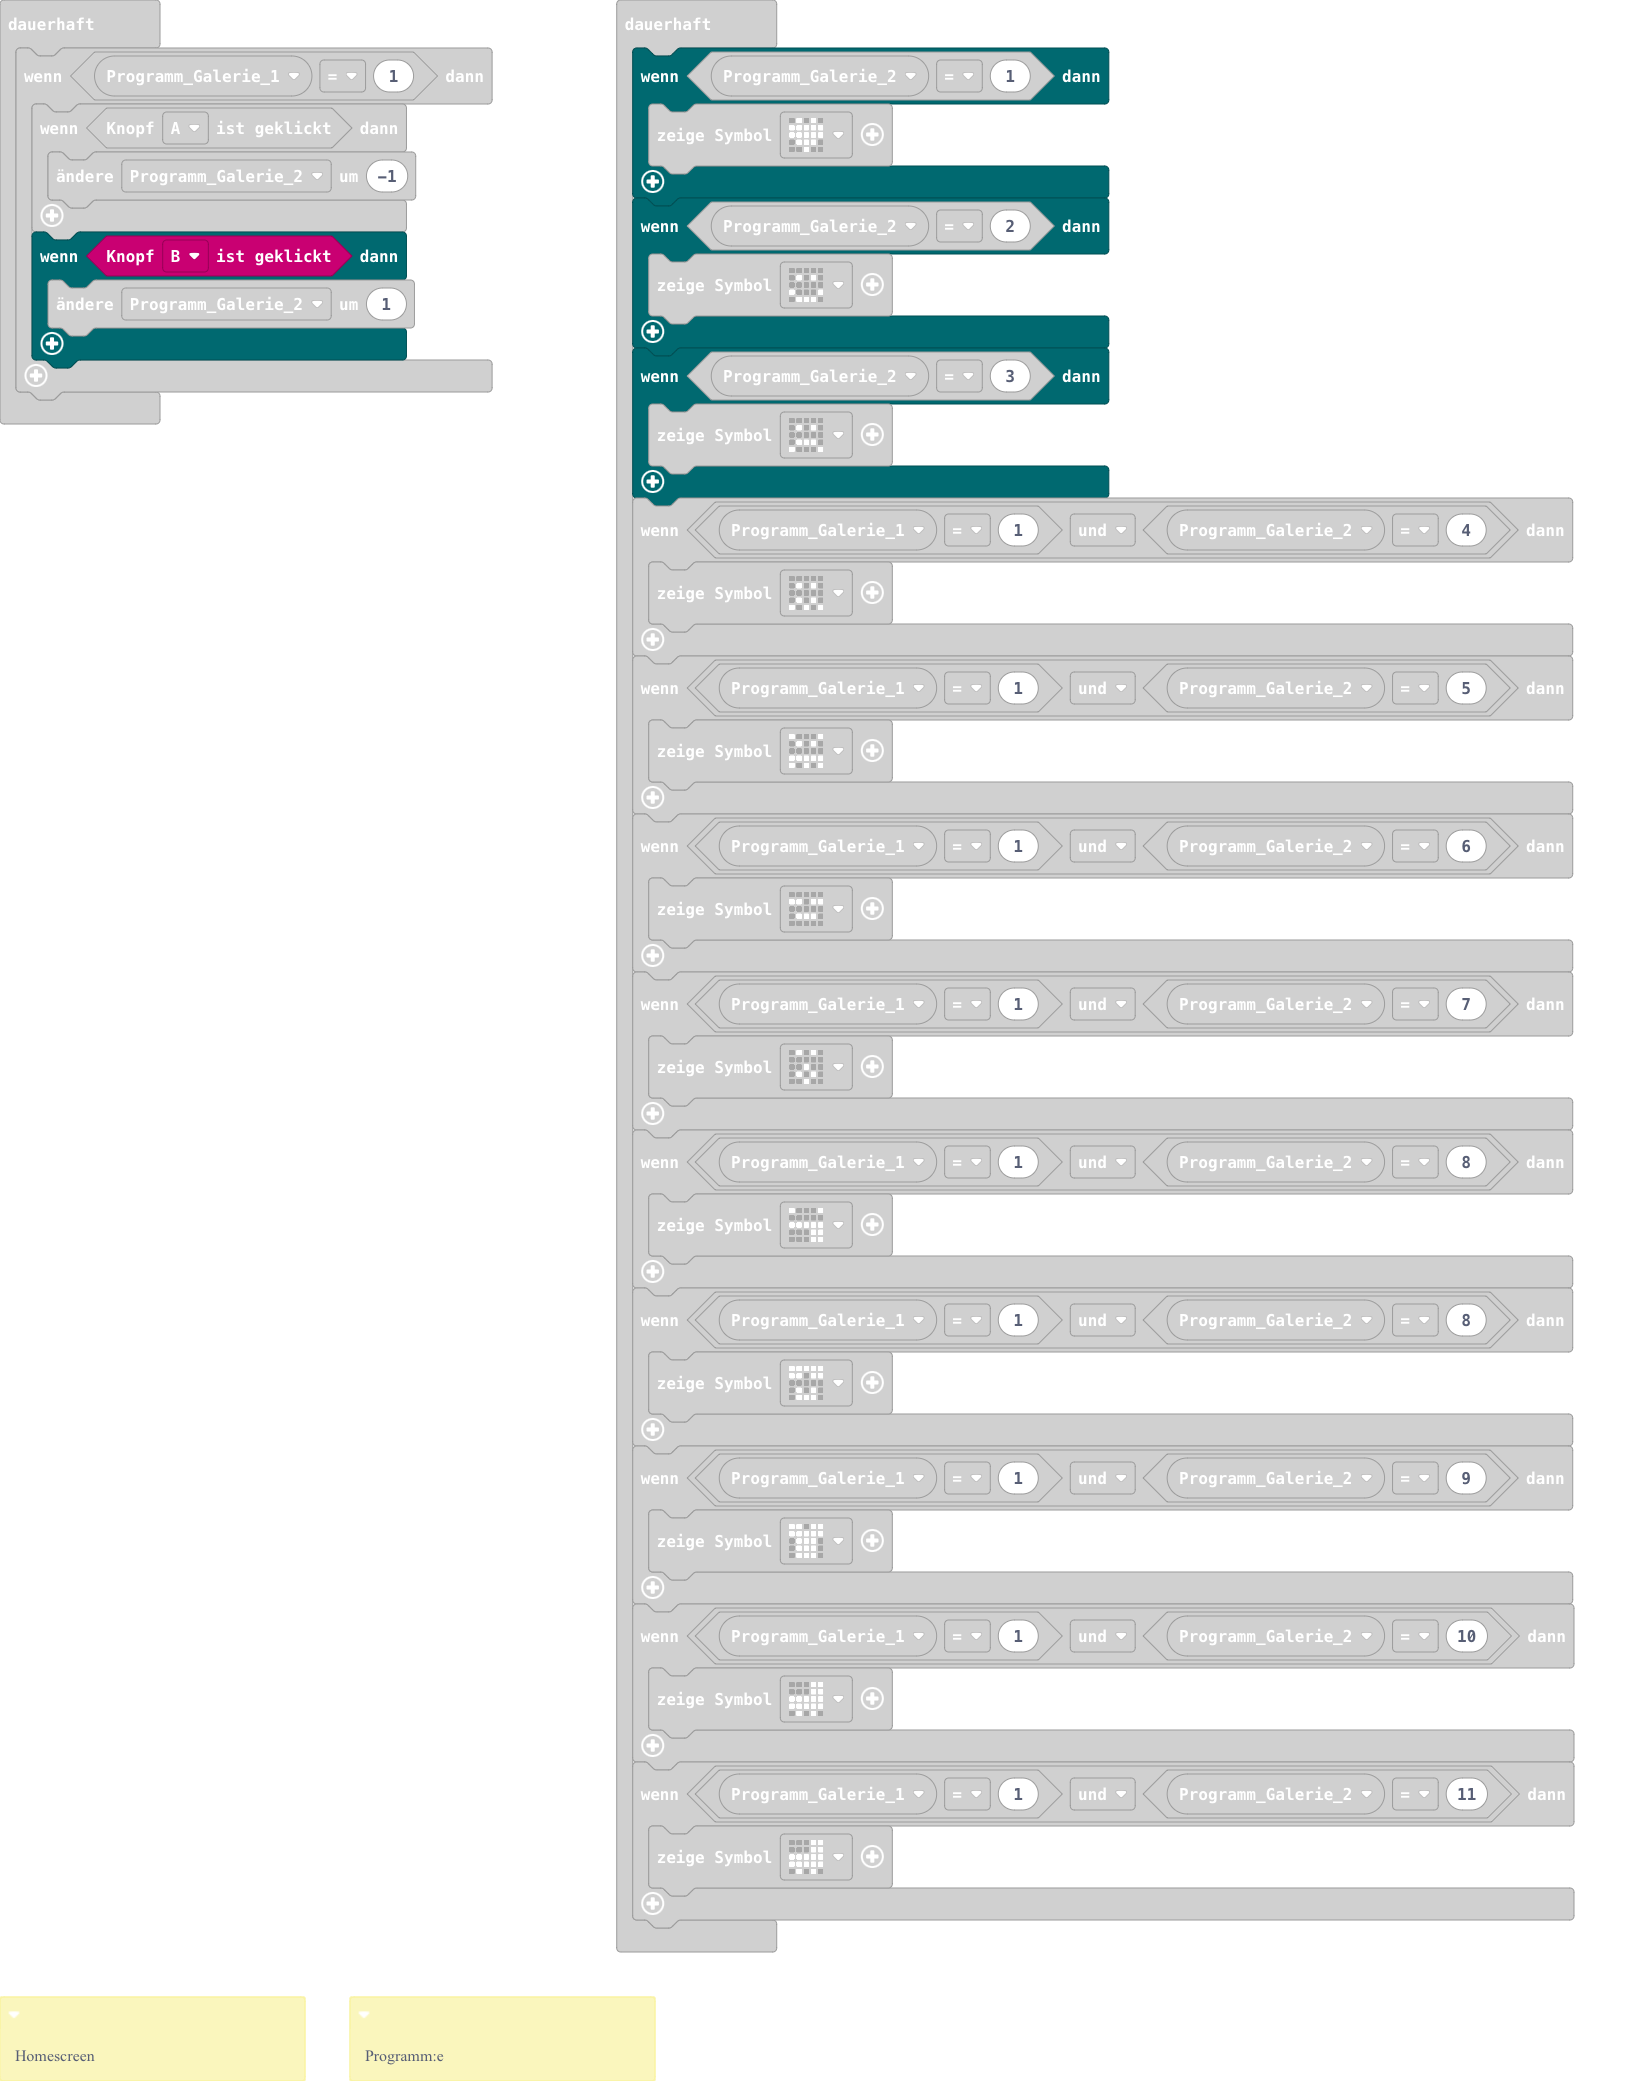 dauerhaft
wenn Programm_Galerie_1 = 1 dann
wenn Knopf A ist geklickt dann
ändere Programm_Galerie_2 um -1
wenn Knopf B ist geklickt dann
ändere Programm_Galerie_2 um 1
dauerhaft
wenn Programm_Galerie_2 = 1 dann
zeige Symbol
wenn Programm_Galerie_2 = 2 dann
zeige Symbol
wenn Programm_Galerie_2 = 3 dann
zeige Symbol
wenn Programm_Galerie_1 = 1 und Programm_Galerie_2 = 4 dann
zeige Symbol
wenn Programm_Galerie_1 = 1 und Programm_Galerie_2 = 5 dann
zeige Symbol
wenn Programm_Galerie_1 = 1 und Programm_Galerie_2 = 6 dann
zeige Symbol
wenn Programm_Galerie_1 = 1 und Programm_Galerie_2 = 7 dann
zeige Symbol
wenn Programm_Galerie_1 = 1 und Programm_Galerie_2 = 8 dann
zeige Symbol
wenn Programm_Galerie_1 = 1 und Programm_Galerie_2 = 8 dann
zeige Symbol
wenn Programm_Galerie_1 = 1 und Programm_Galerie_2 = 9 dann
zeige Symbol
wenn Programm_Galerie_1 = 1 und Programm_Galerie_2 = 10 dann
zeige Symbol
wenn Programm_Galerie_1 = 1 und Programm_Galerie_2 = 11 dann
zeige Symbol
Homescreen
Programm:e